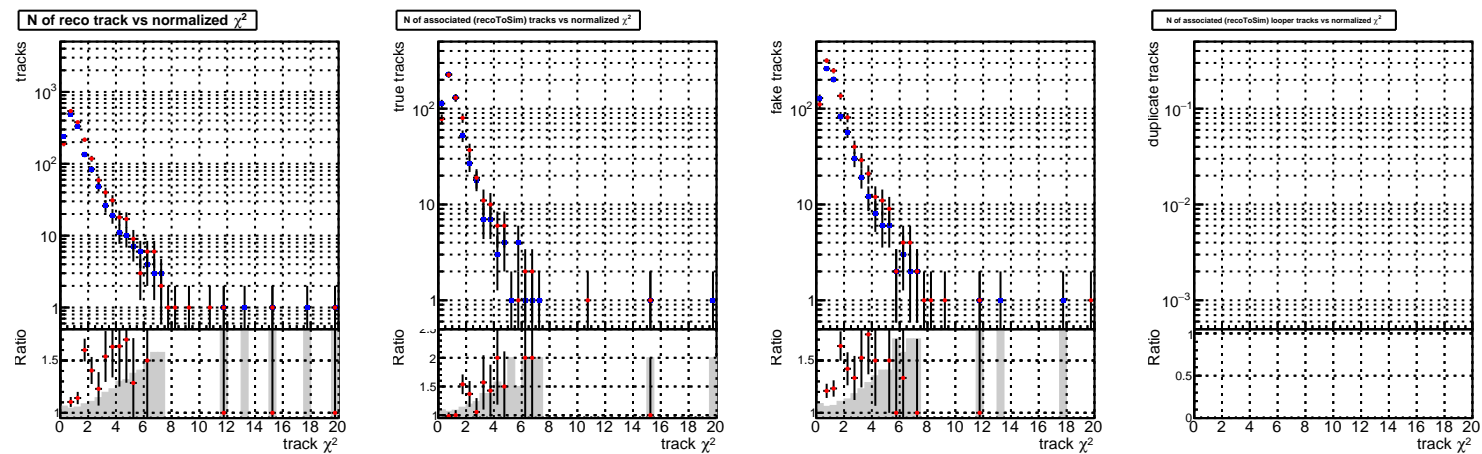 N of reco track vs normalized χ²
tracks
10³
10²
10
1
Ratio
1.5
1
0 2 4 6 8 10 12 14 16 18 20
track χ²
N of associated (recoToSim) tracks vs normalized χ²
true tracks
10²
10
1
Ratio
2.5
2
1.5
1
0 2 4 6 8 10 12 14 16 18 20
track χ²
fake tracks
10²
10
1
Ratio
1.5
1
0 2 4 6 8 10 12 14 16 18 20
track χ²
N of associated (recoToSim) looper tracks vs normalized χ²
duplicate tracks
10⁻¹
10⁻²
10⁻³
Ratio
1
0.5
0
0 2 4 6 8 10 12 14 16 18 20
track χ²